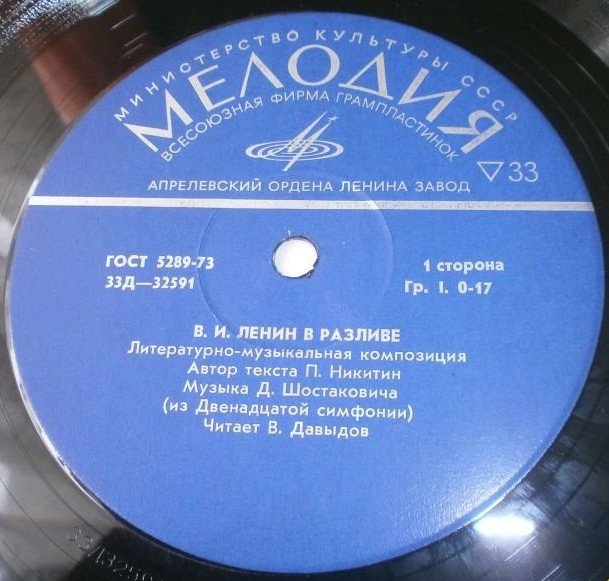 МИНИСТЕРСТВО КУЛЬТУРЫ СССР
МЕЛОДИЯ
ВСЕСОЮЗНАЯ ФИРМА ГРАМПЛАСТИНОК
▽33
АПРЕЛЕВСКИЙ ОРДЕНА ЛЕНИНА ЗАВОД
ГОСТ 5289-73
33Д—32591
1 сторона
Гр. I. 0-17
В. И. ЛЕНИН В РАЗЛИВЕ
Литературно-музыкальная композиция
Автор текста П. Никитин
Музыка Д. Шостаковича
(из Двенадцатой симфонии)
Читает В. Давыдов